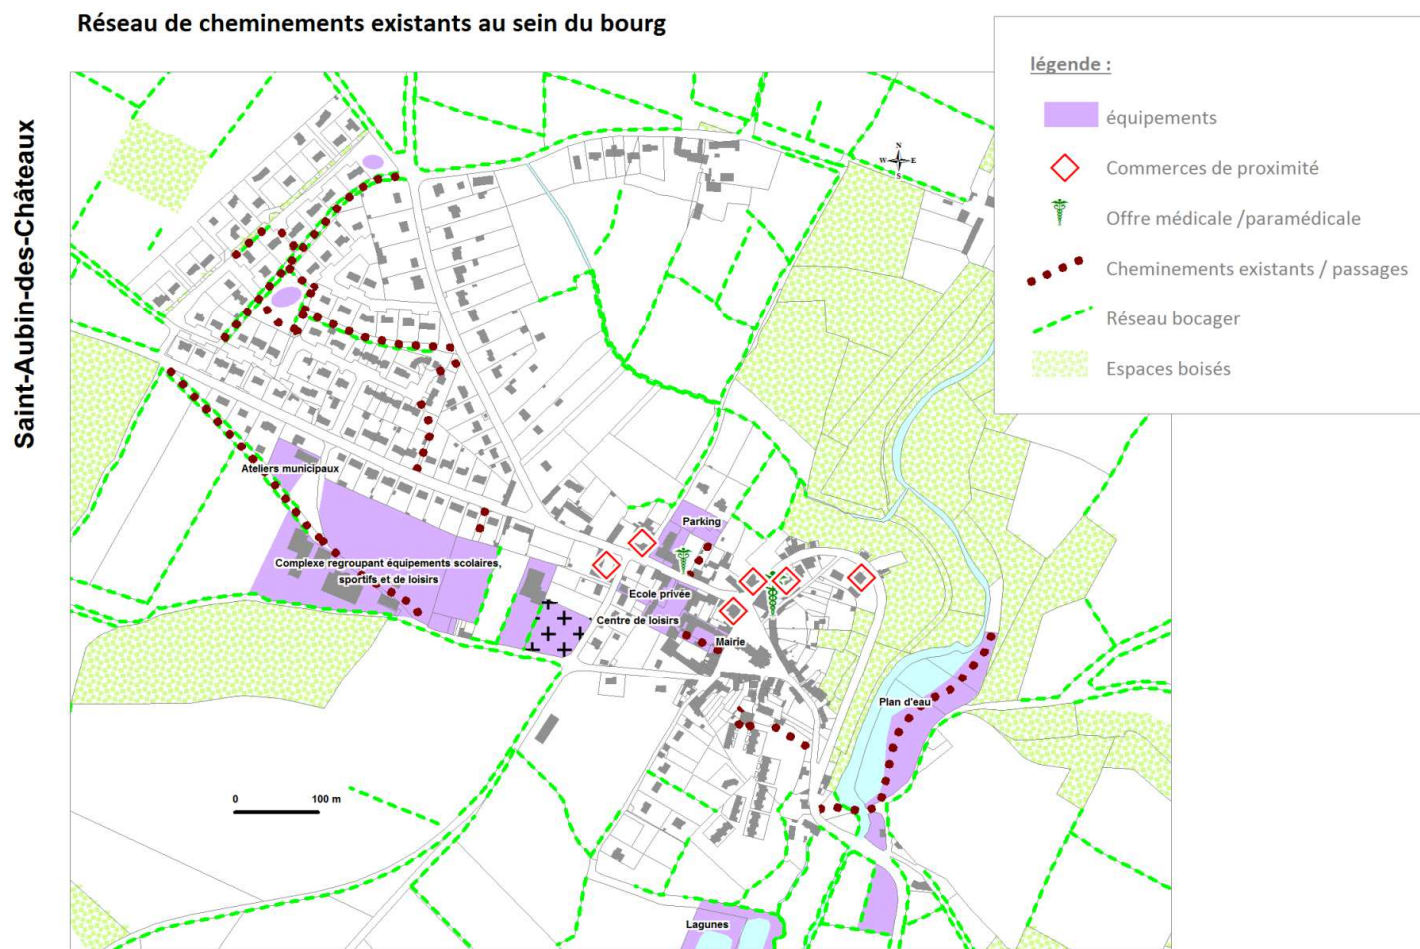 Réseau de cheminements existants au sein du bourg
Saint-Aubin-des-Châteaux
légende :
équipements
Commerces de proximité
Offre médicale /paramédicale
Cheminements existants / passages
Réseau bocager
Espaces boisés
N
W E
S
Ateliers municipaux
Parking
Complexe regroupant équipements scolaires,
sportifs et de loisirs
Ecole privée
Centre de loisirs
Mairie
Plan d'eau
0 100 m
Lagunes